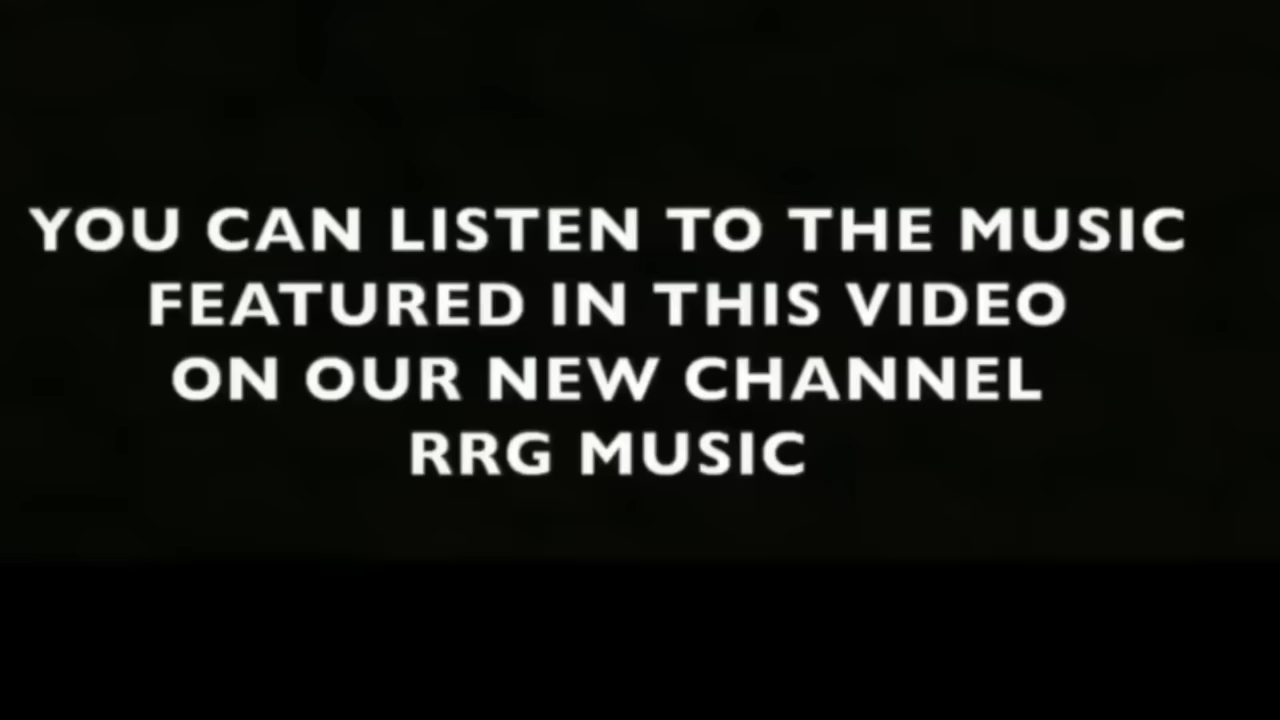 YOU CAN LISTEN TO THE MUSIC
FEATURED IN THIS VIDEO
ON OUR NEW CHANNEL
RRG MUSIC